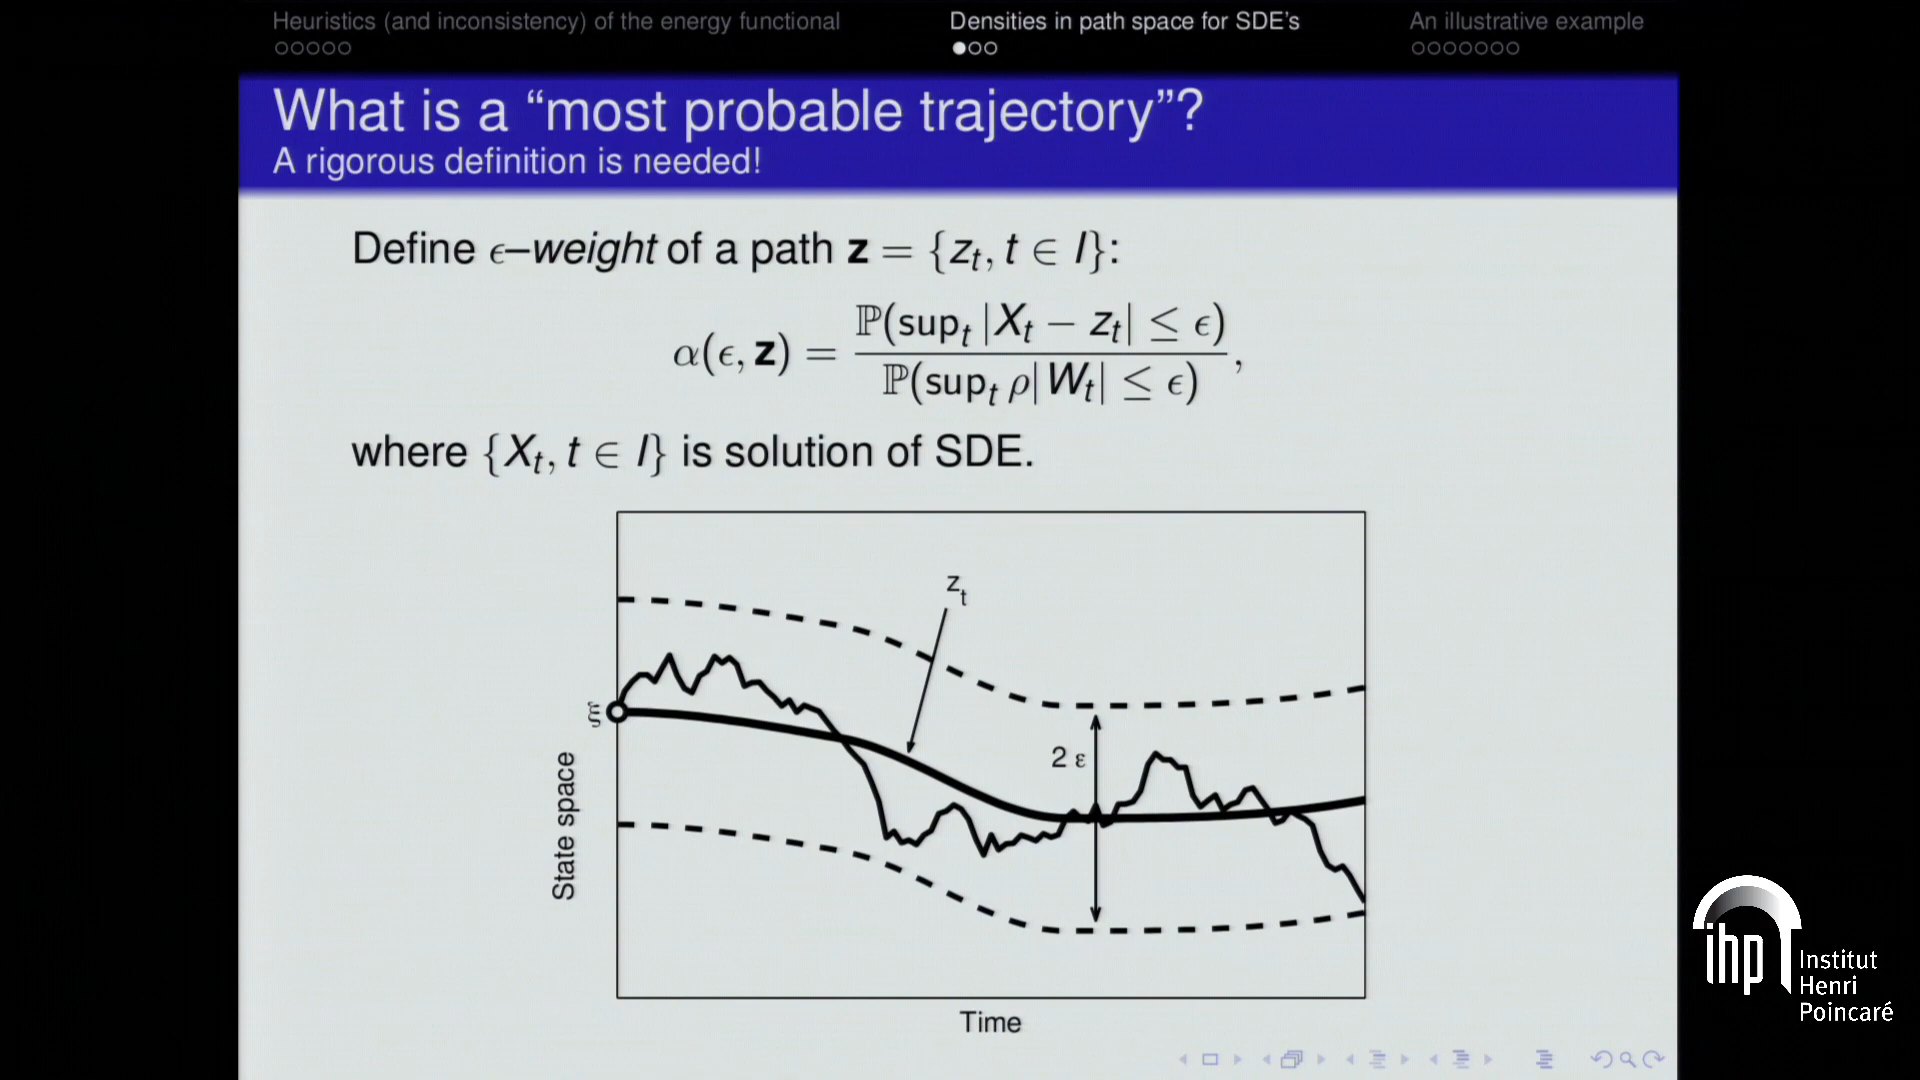 Heuristics (and inconsistency) of the energy functional
Densities in path space for SDE's
An illustrative example
What is a “most probable trajectory”?
A rigorous definition is needed!
Define ϵ–weight of a path z = {z_t, t ∈ I}:
α(ϵ, z) = ℙ(sup_t |X_t − z_t| ≤ ϵ) / ℙ(sup_t ρ|W_t| ≤ ϵ),
where {X_t, t ∈ I} is solution of SDE.
z_t
ξ
2 ε
State space
Time
ihp
Institut
Henri
Poincaré